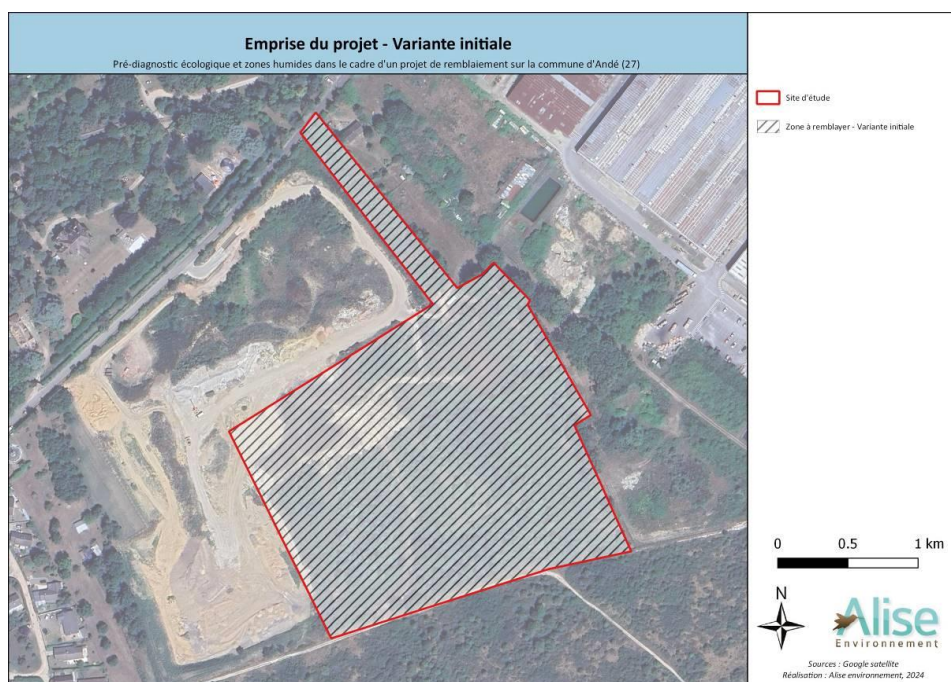 Emprise du projet - Variante initiale
Pré-diagnostic écologique et zones humides dans le cadre d'un projet de remblaiement sur la commune d'Andé (27)
Site d'étude
Zone à remblayer - Variante initiale
0 0.5 1 km
N
Alise
Environnement
Sources : Google satellite
Réalisation : Alise environnement, 2024